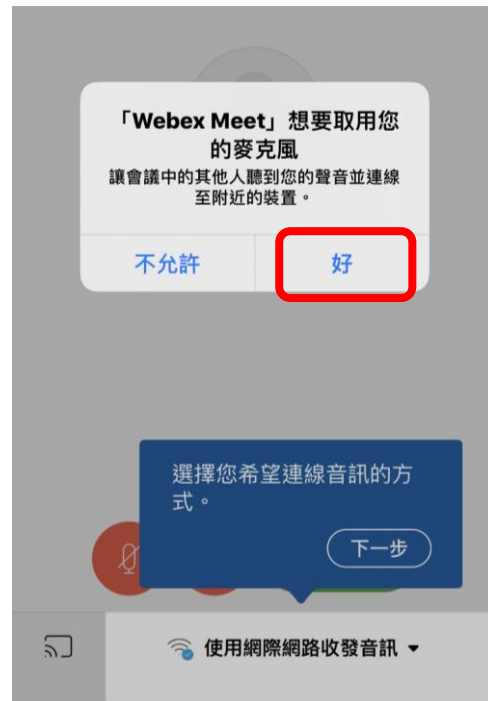 「Webex Meet」想要取用您
的麥克風
讓會議中的其他人聽到您的聲音並連線
至附近的裝置。
不允許
好
選擇您希望連線音訊的方
式。
下一步
使用網際網路收發音訊